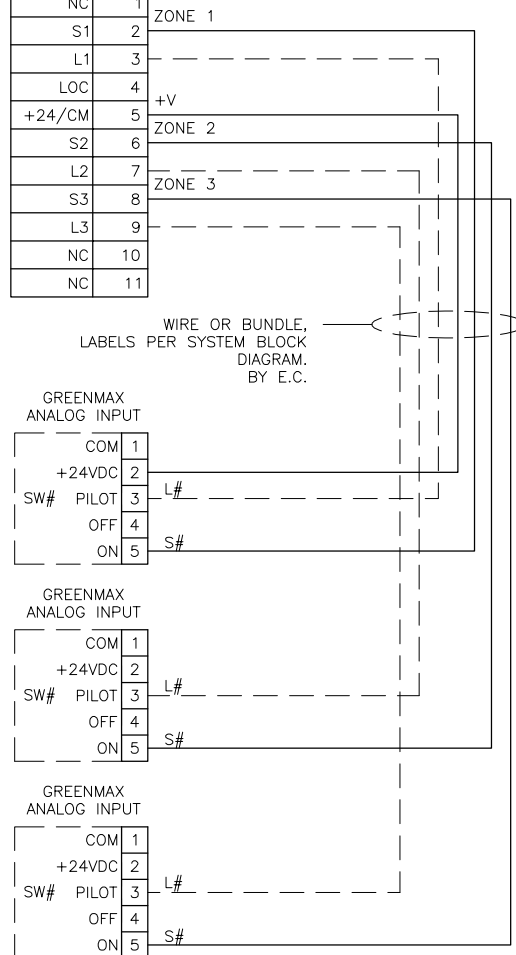 NC 1
ZONE 1
S1 2
L1 3
LOC 4
+V
+24/CM 5
ZONE 2
S2 6
L2 7
ZONE 3
S3 8
L3 9
NC 10
NC 11
WIRE OR BUNDLE,
LABELS PER SYSTEM BLOCK
DIAGRAM.
BY E.C.
GREENMAX
ANALOG INPUT
COM 1
+24VDC 2
SW# PILOT 3 L#
OFF 4
ON 5 S#
GREENMAX
ANALOG INPUT
COM 1
+24VDC 2
SW# PILOT 3 L#
OFF 4
ON 5 S#
GREENMAX
ANALOG INPUT
COM 1
+24VDC 2
SW# PILOT 3 L#
OFF 4
ON 5 S#